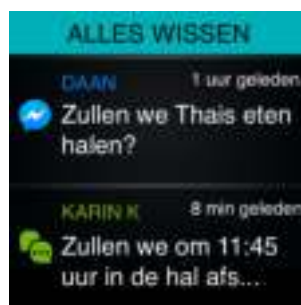 ALLES WISSEN
DAAN 1 uur geleden
Zullen we Thais eten
halen?
KARIN K 8 min geleden
Zullen we om 11:45
uur in de hal afs...